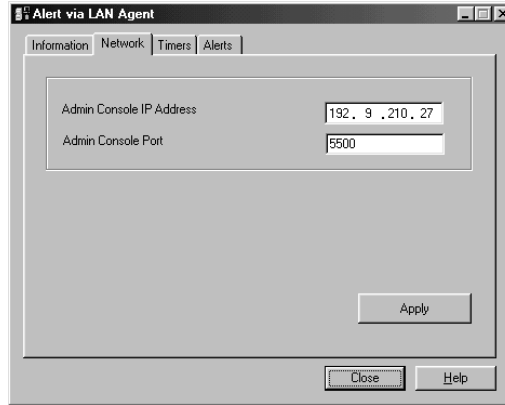 Alert via LAN Agent
Information Network Timers Alerts
Admin Console IP Address 192. 9 .210. 27
Admin Console Port 5500
Apply
Close Help